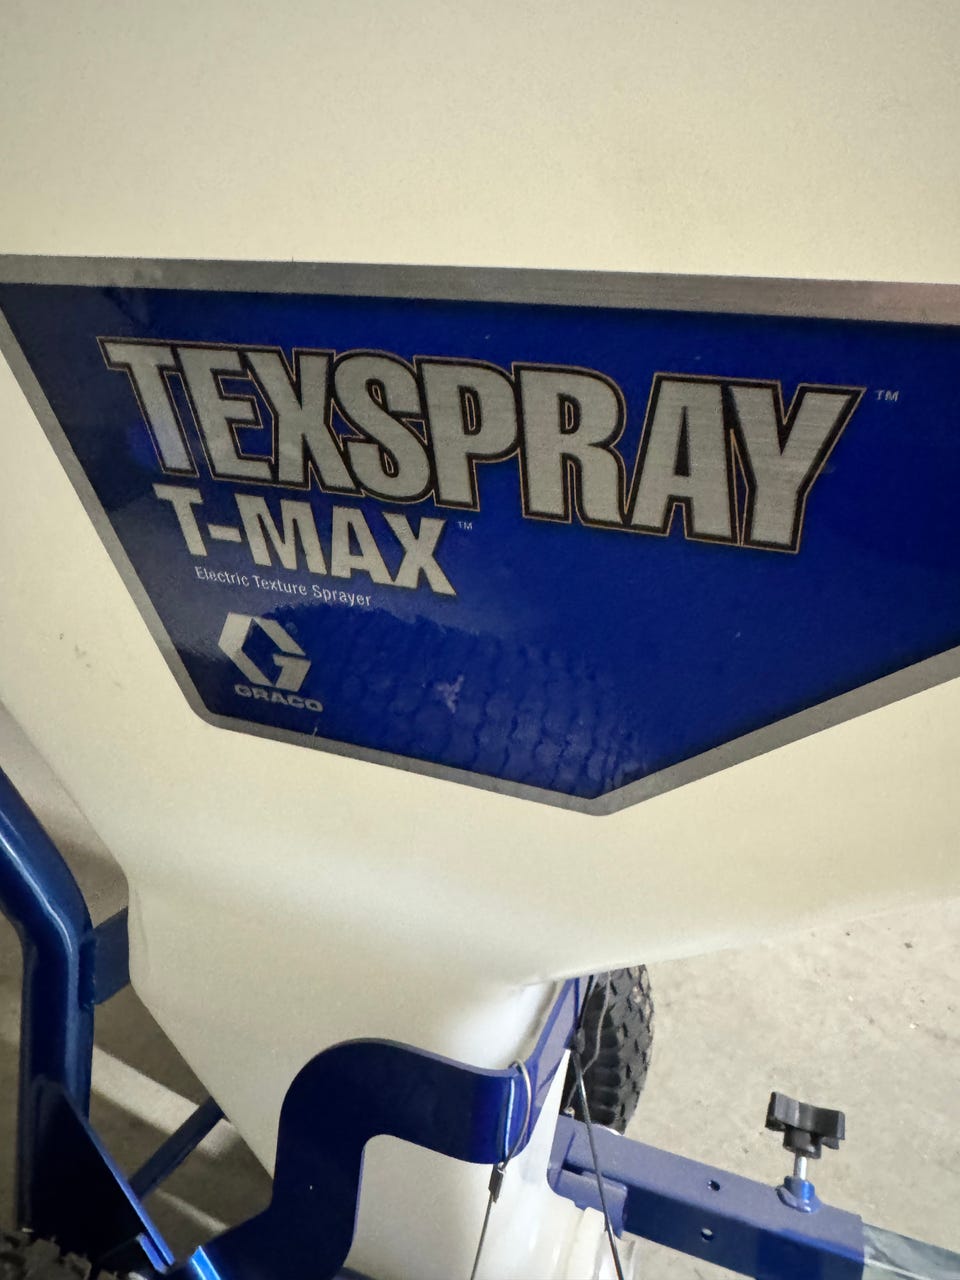 TEXSPRAY™
T-MAX™
Electric Texture Sprayer
GRACO